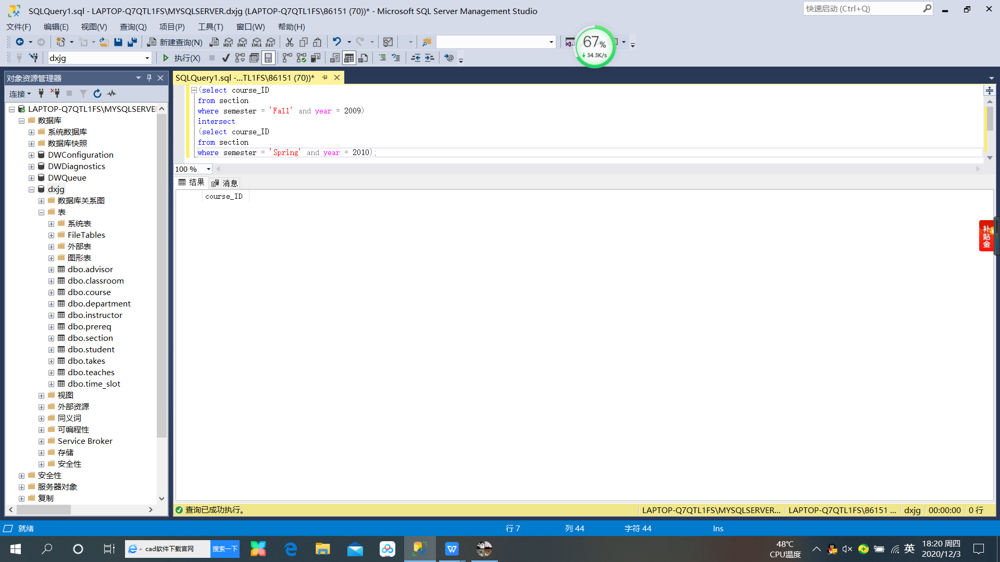 SQLQuery1.sql - LAPTOP-Q7QTL1FS\MYSQLSERVER.dxjg (LAPTOP-Q7QTL1FS\86151 (70))* - Microsoft SQL Server Management Studio
快速启动 (Ctrl+Q)
文件(F) 编辑(E) 视图(V) 查询(Q) 项目(P) 工具(T) 窗口(W) 帮助(H)
新建查询(N) MDX DMX XMLA DAX
67%
↓ 34.3K/s
dxjg 执行(X)
对象资源管理器
SQLQuery1.sql -...TL1FS\86151 (70))*
连接
LAPTOP-Q7QTL1FS\MYSQLSERVE
数据库
系统数据库
数据库快照
DWConfiguration
DWDiagnostics
DWQueue
dxjg
数据库关系图
表
系统表
FileTables
外部表
图形表
dbo.advisor
dbo.classroom
dbo.course
dbo.department
dbo.instructor
dbo.prereq
dbo.section
dbo.student
dbo.takes
dbo.teaches
dbo.time_slot
视图
外部资源
同义词
可编程性
Service Broker
存储
安全性
安全性
服务器对象
复制
(select course_ID
from section
where semester = 'Fall' and year = 2009)
intersect
(select course_ID
from section
where semester = 'Spring' and year = 2010);
100 %
结果 消息
course_ID
补贴金
查询已成功执行。
LAPTOP-Q7QTL1FS\MYSQLSERVER... LAPTOP-Q7QTL1FS\86151 ... dxjg 00:00:00 0 行
就绪 行 7 列 44 字符 44 Ins
cad软件下载官网 搜索一下
48℃
CPU温度
英
18:20 周四
2020/12/3